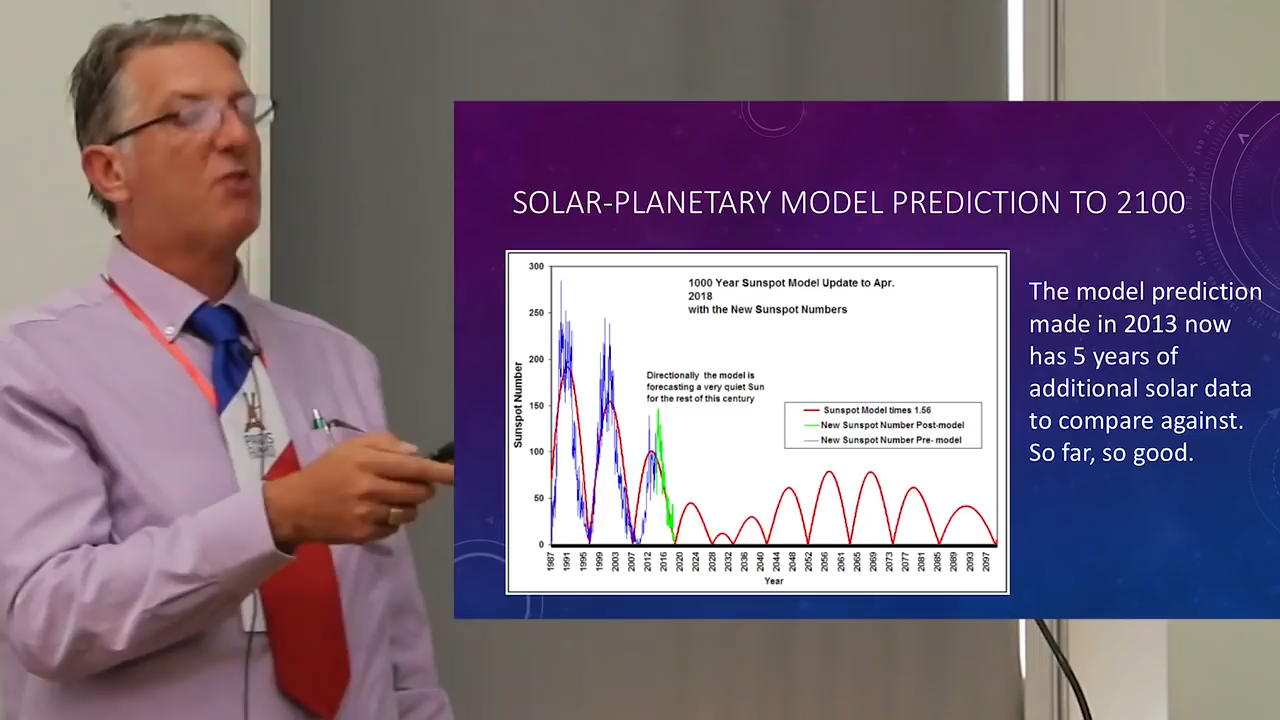 SOLAR-PLANETARY MODEL PREDICTION TO 2100
1000 Year Sunspot Model Update to Apr.
2018
with the New Sunspot Numbers
Directionally the model is
forecasting a very quiet Sun
for the rest of this century
Sunspot Model times 1.56
New Sunspot Number Post-model
New Sunspot Number Pre- model
Sunspot Number
300
250
200
150
100
50
0
1987 1991 1995 1999 2003 2007 2012 2016 2020 2024 2028 2032 2036 2040 2044 2048 2052 2056 2061 2065 2069 2073 2077 2081 2085 2089 2093 2097
Year
The model prediction
made in 2013 now
has 5 years of
additional solar data
to compare against.
So far, so good.